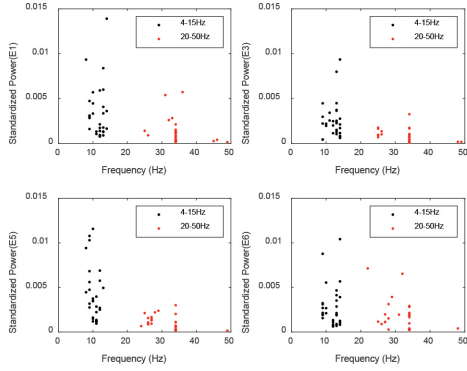 0.015
0.01
0.005
0
Standardized Power(E1)
4-15Hz
20-50Hz
0 10 20 30 40 50
Frequency (Hz)
0.015
0.01
0.005
0
Standardized Power(E3)
4-15Hz
20-50Hz
0 10 20 30 40 50
Frequency (Hz)
0.015
0.01
0.005
0
Standardized Power(E5)
4-15Hz
20-50Hz
0 10 20 30 40 50
Frequency (Hz)
0.015
0.01
0.005
0
Standardized Power(E6)
4-15Hz
20-50Hz
0 10 20 30 40 50
Frequency (Hz)